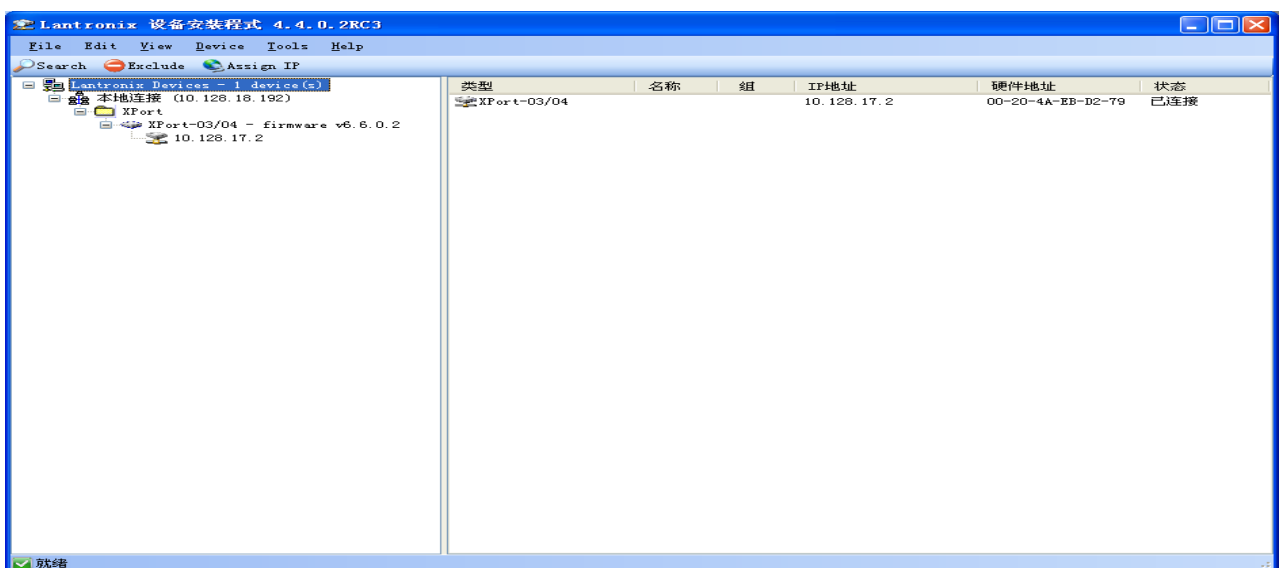 Lantronix 设备安装程式 4.4.0.2RC3
File Edit View Device Tools Help
Search Exclude Assign IP
Lantronix Devices - 1 device(s)
本地连接 (10.128.18.192)
XPort
XPort-03/04 - firmware v6.6.0.2
10.128.17.2
类型 名称 组 IP地址 硬件地址 状态
XPort-03/04 10.128.17.2 00-20-4A-EB-D2-79 已连接
就绪